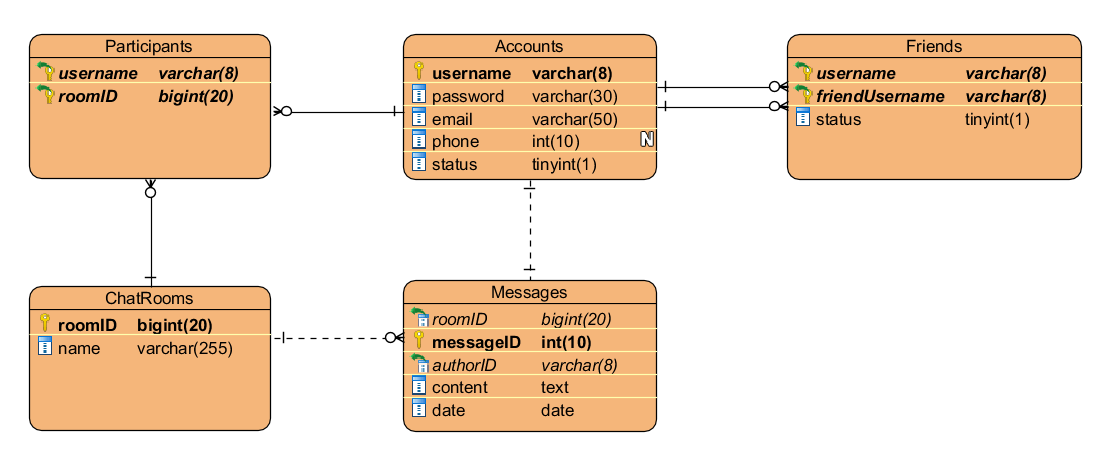 Participants
username varchar(8)
roomID bigint(20)
Accounts
username varchar(8)
password varchar(30)
email varchar(50)
phone int(10) N
status tinyint(1)
Friends
username varchar(8)
friendUsername varchar(8)
status tinyint(1)
ChatRooms
roomID bigint(20)
name varchar(255)
Messages
roomID bigint(20)
messageID int(10)
authorID varchar(8)
content text
date date